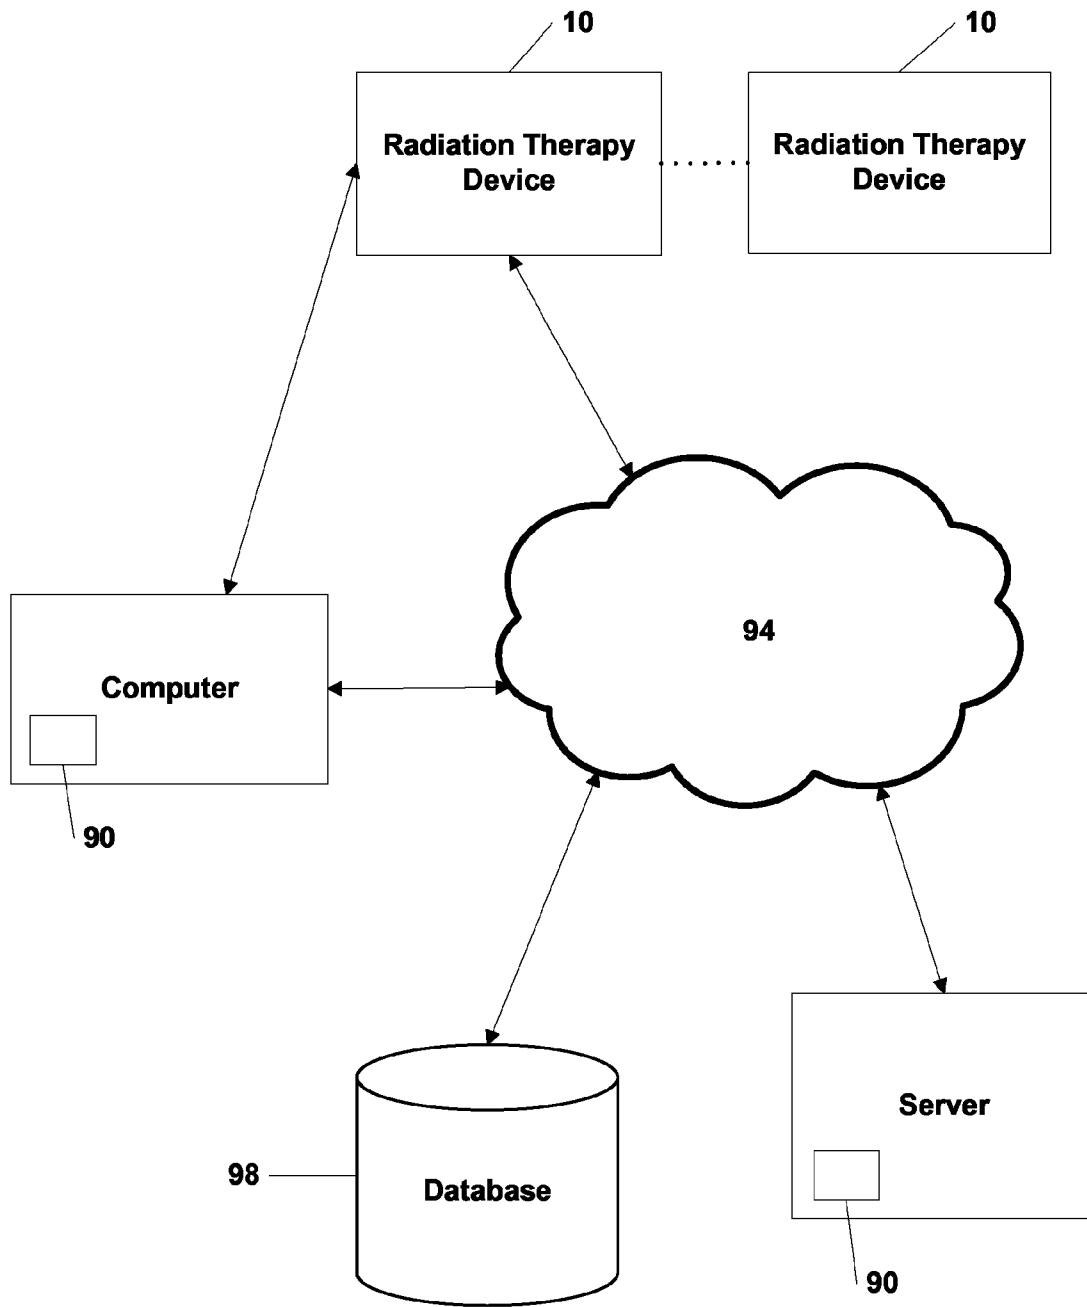 10
10
Radiation Therapy
Device
Radiation Therapy
Device
94
Computer
90
Server
98
Database
90